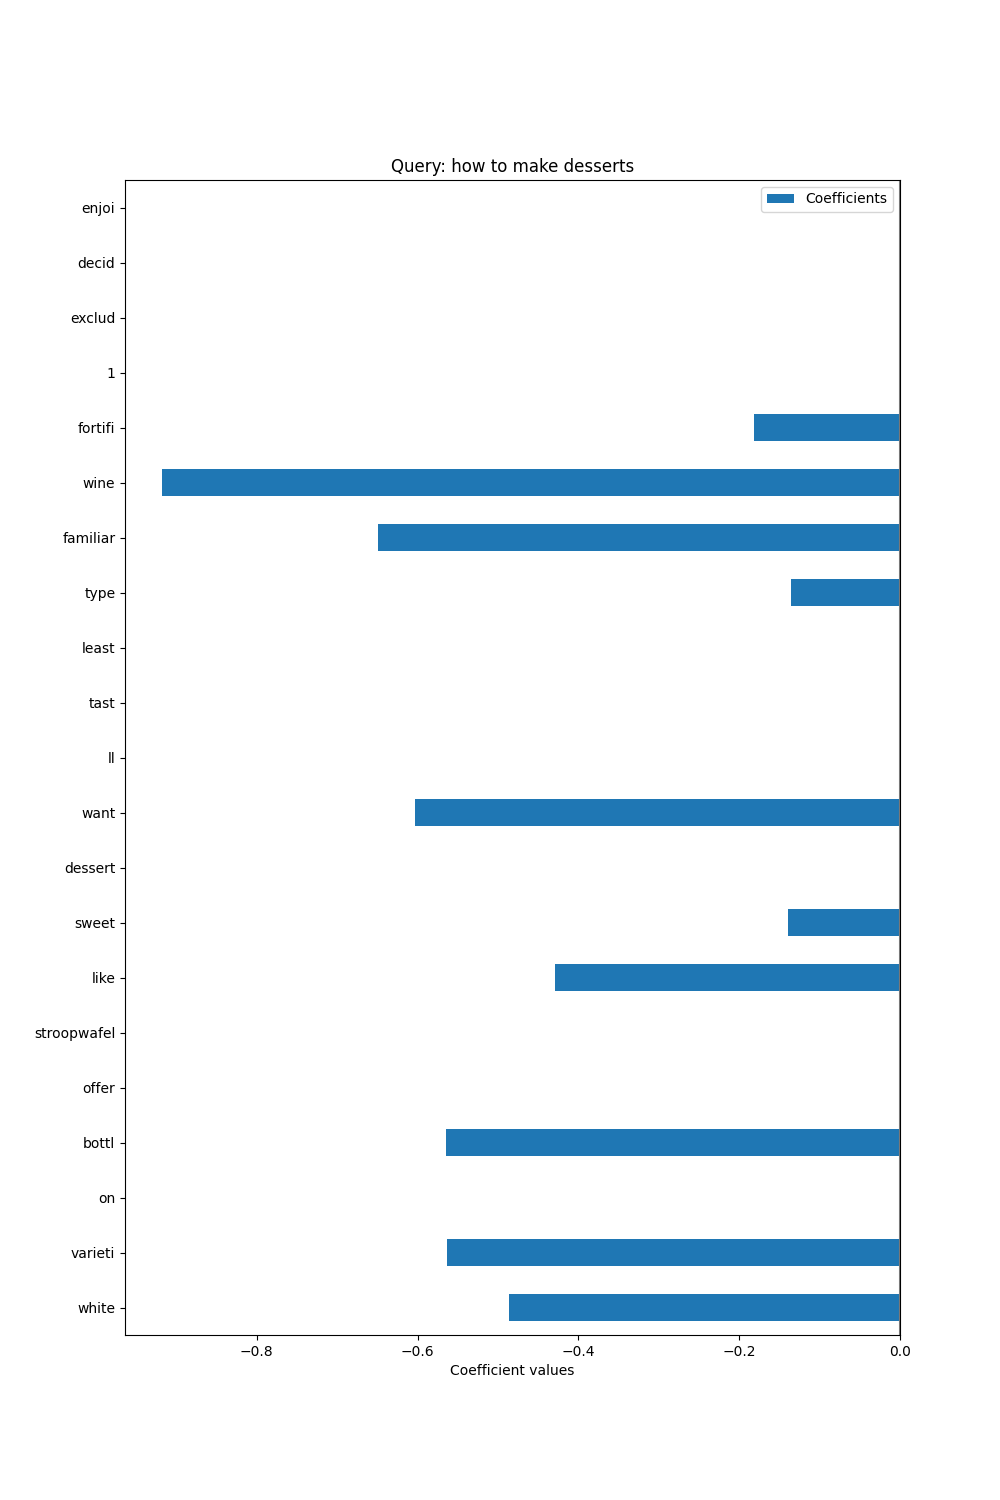 Query: how to make desserts
Coefficients
enjoi
decid
exclud
1
fortifi
wine
familiar
type
least
tast
ll
want
dessert
sweet
like
stroopwafel
offer
bottl
on
varieti
white
−0.8 −0.6 −0.4 −0.2 0.0
Coefficient values